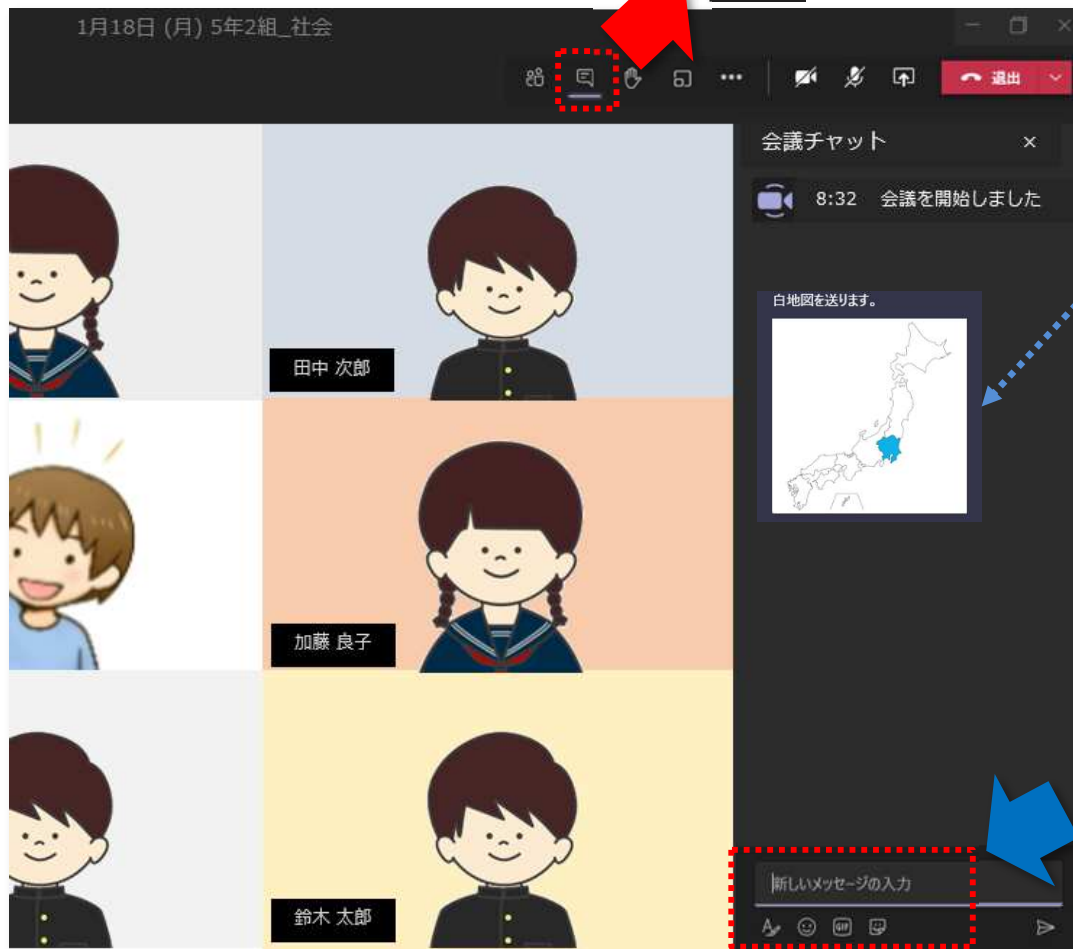 1月18日 (月) 5年2組_社会
退出
会議チャット
8:32 会議を開始しました
白地図を送ります。
田中 次郎
加藤 良子
鈴木 太郎
新しいメッセージの入力
GIF